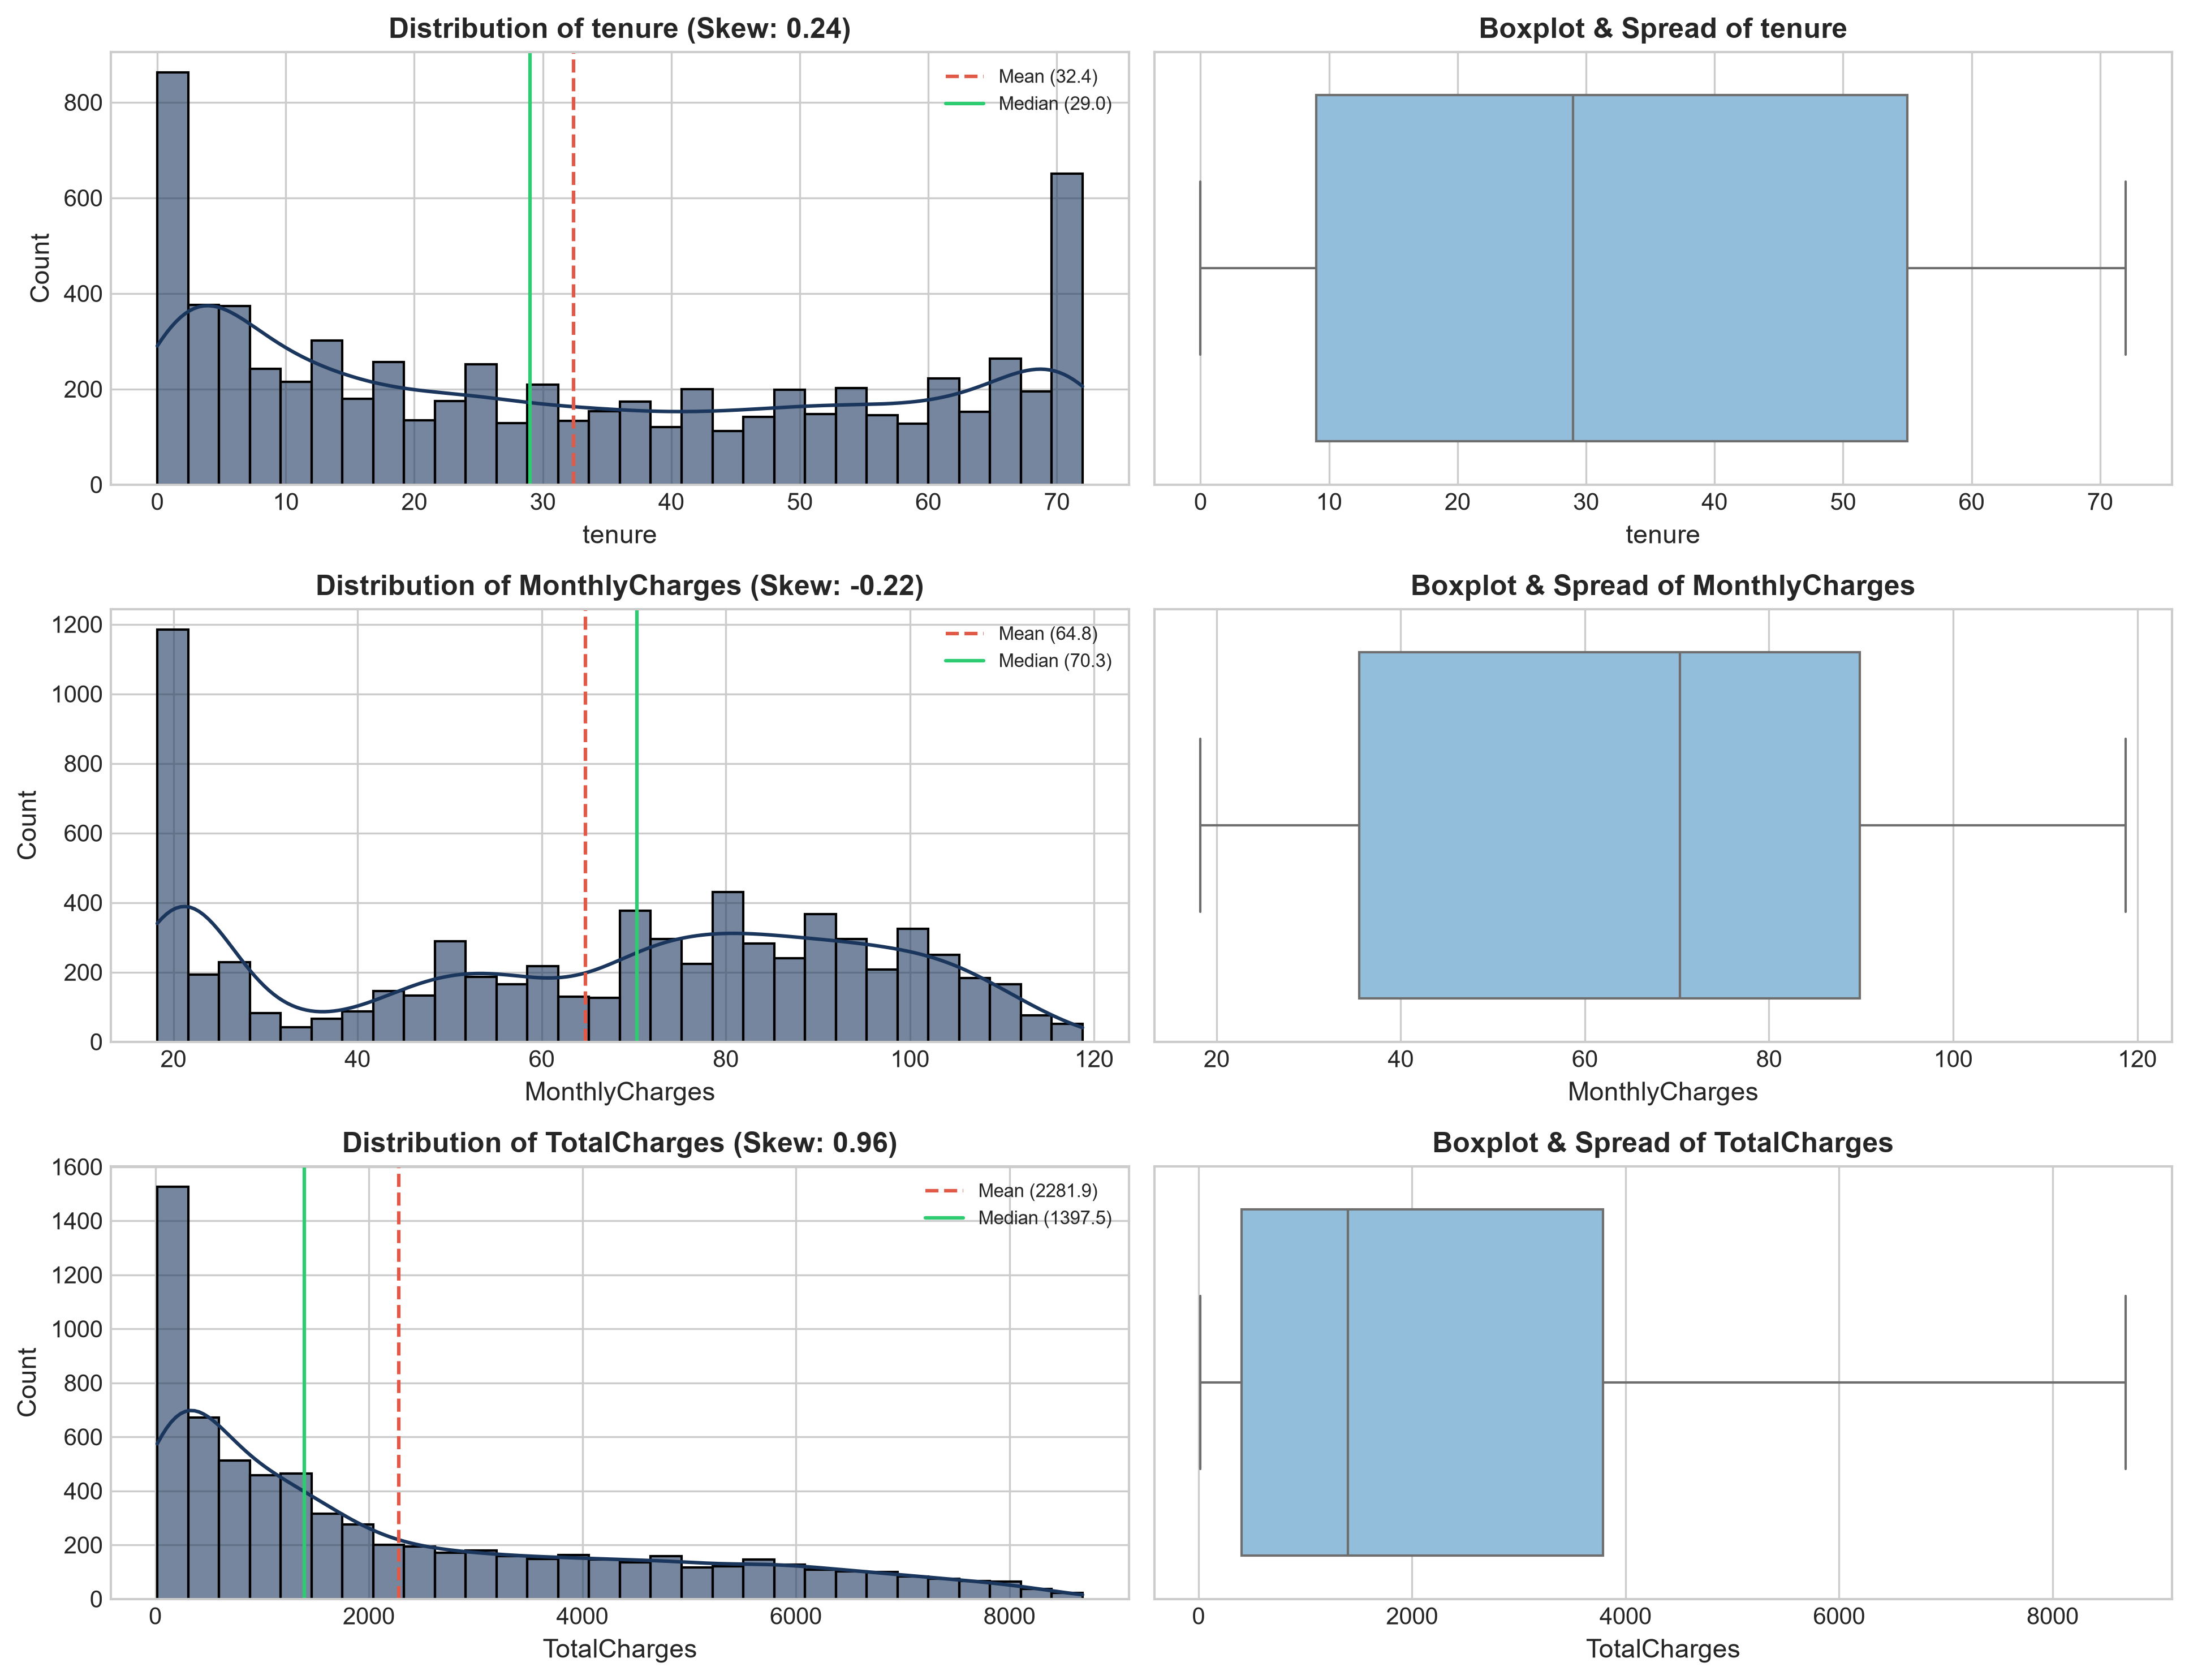 Distribution of tenure (Skew: 0.24)
Mean (32.4)
Median (29.0)
Count
800
600
400
200
0
0 10 20 30 40 50 60 70
tenure
Boxplot & Spread of tenure
0 10 20 30 40 50 60 70
tenure
Distribution of MonthlyCharges (Skew: -0.22)
Mean (64.8)
Median (70.3)
Count
1200
1000
800
600
400
200
0
20 40 60 80 100 120
MonthlyCharges
Boxplot & Spread of MonthlyCharges
20 40 60 80 100 120
MonthlyCharges
Distribution of TotalCharges (Skew: 0.96)
Mean (2281.9)
Median (1397.5)
Count
1600
1400
1200
1000
800
600
400
200
0
0 2000 4000 6000 8000
TotalCharges
Boxplot & Spread of TotalCharges
0 2000 4000 6000 8000
TotalCharges